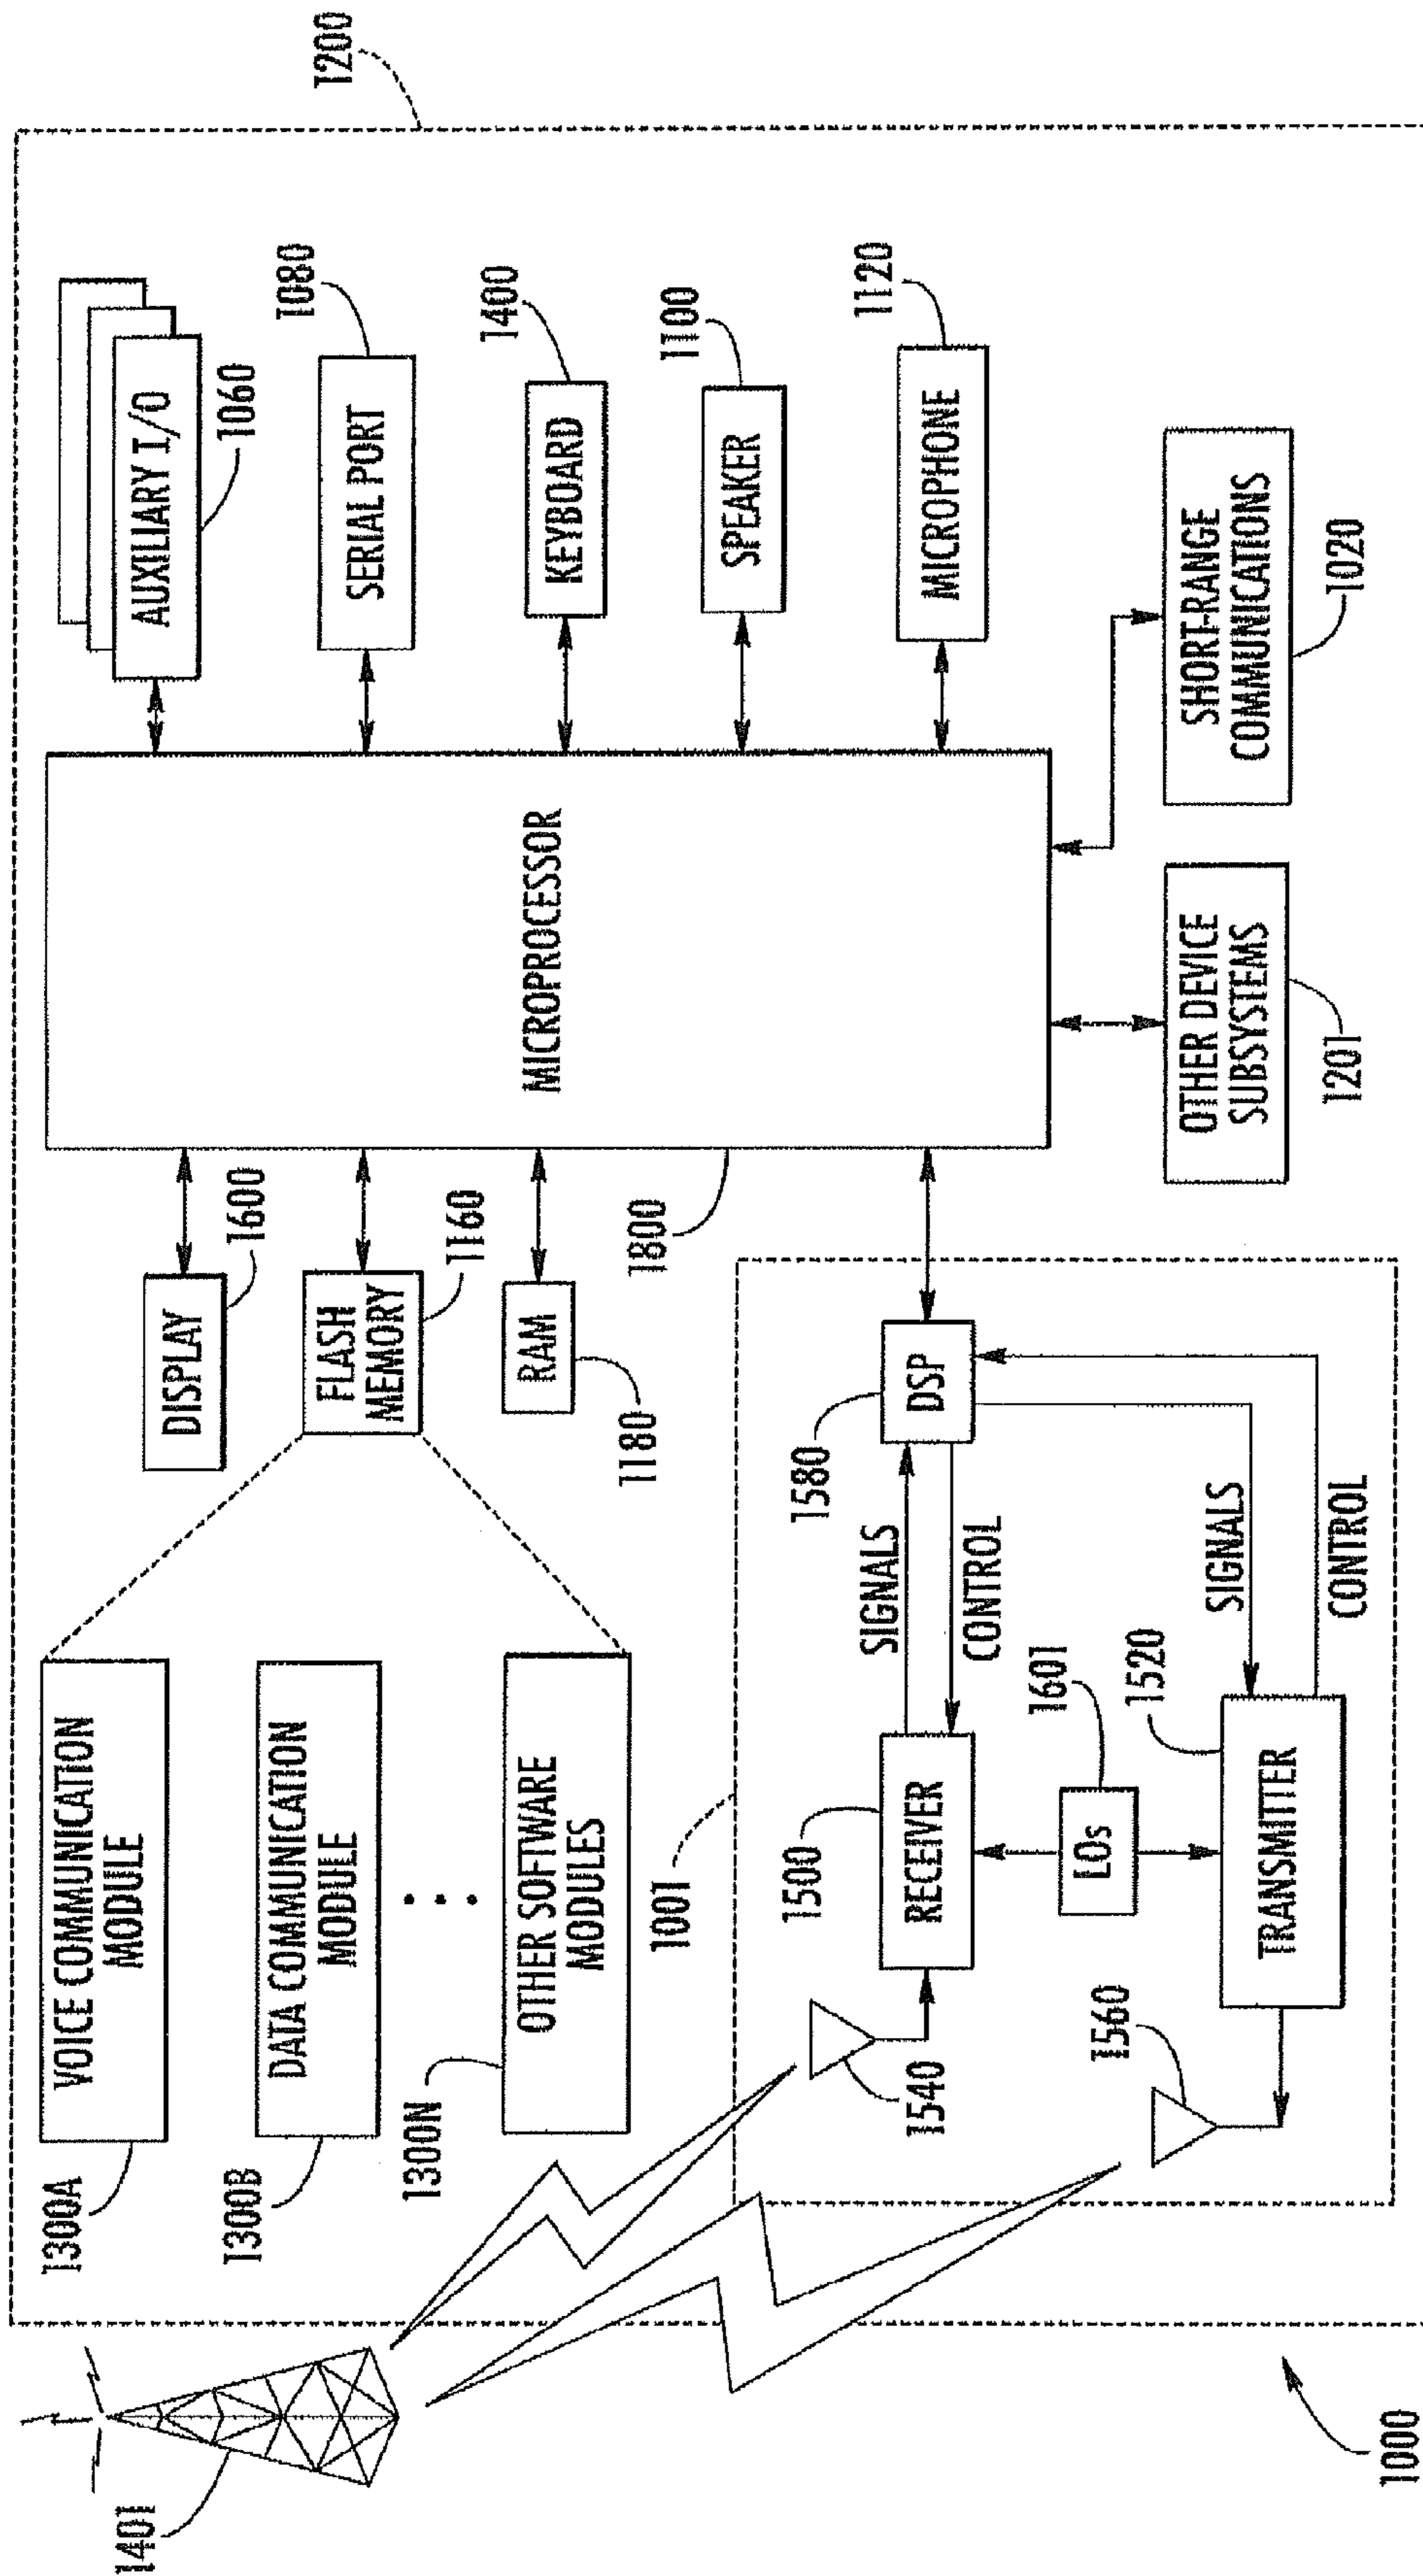 1200
AUXILIARY I/O
1060
SERIAL PORT
1080
KEYBOARD
1400
SPEAKER
1100
MICROPHONE
1120
SHORT-RANGE
COMMUNICATIONS
1020
MICROPROCESSOR
1800
OTHER DEVICE
SUBSYSTEMS
1201
DISPLAY
1600
FLASH
MEMORY
1160
RAM
1180
VOICE COMMUNICATION
MODULE
1300A
DATA COMMUNICATION
MODULE
1300B
OTHER SOFTWARE
MODULES
1300N
1001
DSP
1580
SIGNALS
CONTROL
SIGNALS
CONTROL
RECEIVER
1500
LOs
1601
TRANSMITTER
1520
1540
1560
1401
1000